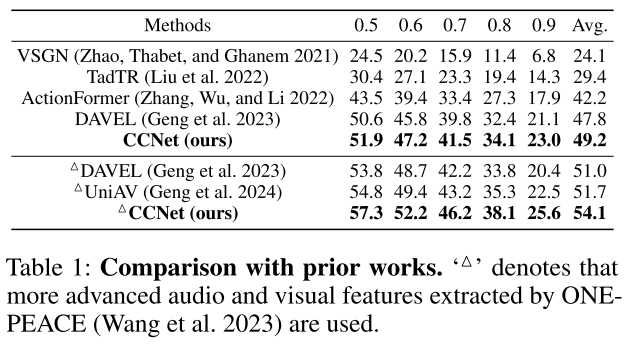 Methods 0.5 0.6 0.7 0.8 0.9 Avg.
VSGN (Zhao, Thabet, and Ghanem 2021) 24.5 20.2 15.9 11.4 6.8 24.1
TadTR (Liu et al. 2022) 30.4 27.1 23.3 19.4 14.3 29.4
ActionFormer (Zhang, Wu, and Li 2022) 43.5 39.4 33.4 27.3 17.9 42.2
DAVEL (Geng et al. 2023) 50.6 45.8 39.8 32.4 21.1 47.8
CCNet (ours) 51.9 47.2 41.5 34.1 23.0 49.2
△DAVEL (Geng et al. 2023) 53.8 48.7 42.2 33.8 20.4 51.0
△UniAV (Geng et al. 2024) 54.8 49.4 43.2 35.3 22.5 51.7
△CCNet (ours) 57.3 52.2 46.2 38.1 25.6 54.1
Table 1: Comparison with prior works. ‘△’ denotes that
more advanced audio and visual features extracted by ONE-
PEACE (Wang et al. 2023) are used.